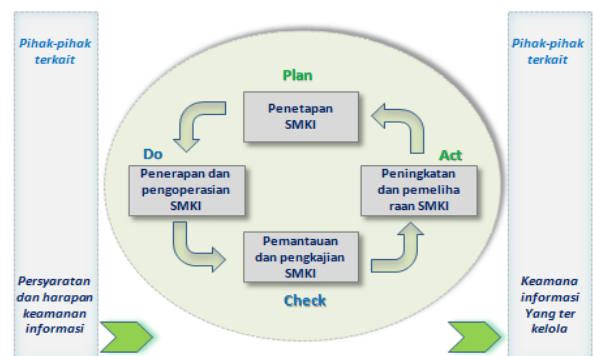 Pihak-pihak
terkait
Persyaratan
dan harapan
keamanan
informasi
Plan
Penetapan
SMKI
Do
Penerapan dan
pengoperasian
SMKI
Pemantauan
dan pengkajian
SMKI
Check
Act
Peningkatan
dan pemeliha
raan SMKI
Pihak-pihak
terkait
Keamana
informasi
Yang ter
kelola